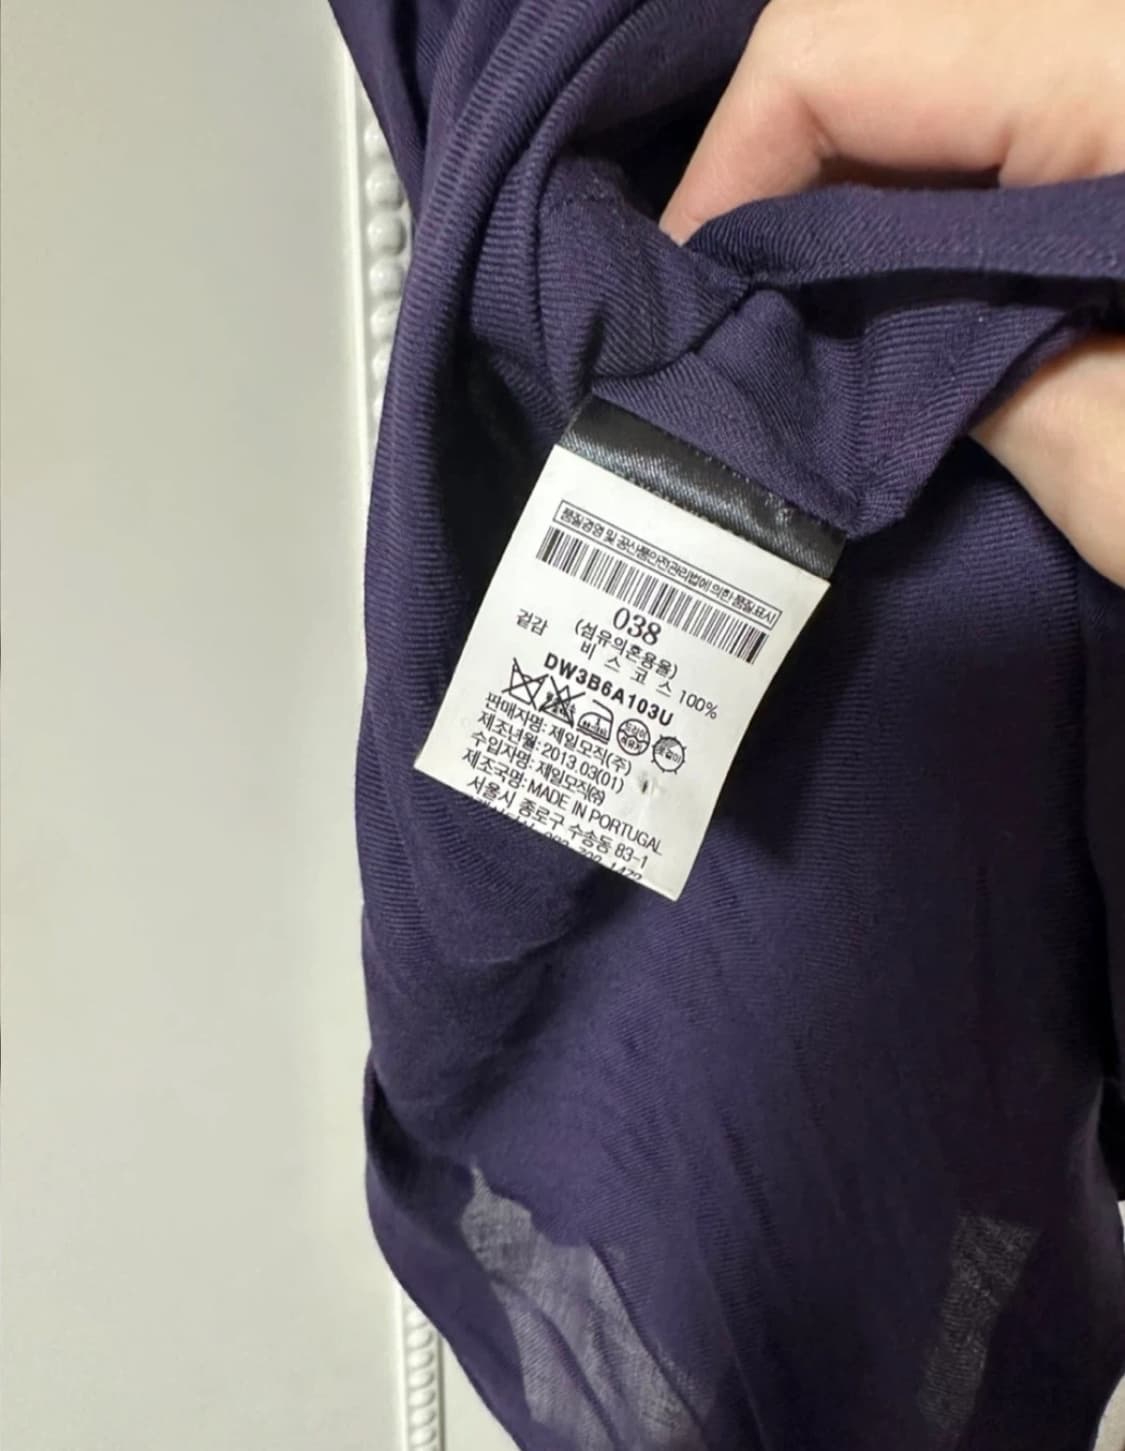 품질경영 및 공산품안전관리법에 의한 품질표시
038
(섬유의혼용율)
겉감 비 스 코 스 100%
DW3B6A103U
판매자명: 제일모직(주)
제조년월: 2013.03(01)
수입자명: 제일모직㈜
제조국명: MADE IN PORTUGAL
서울시 종로구 수송동 83-1